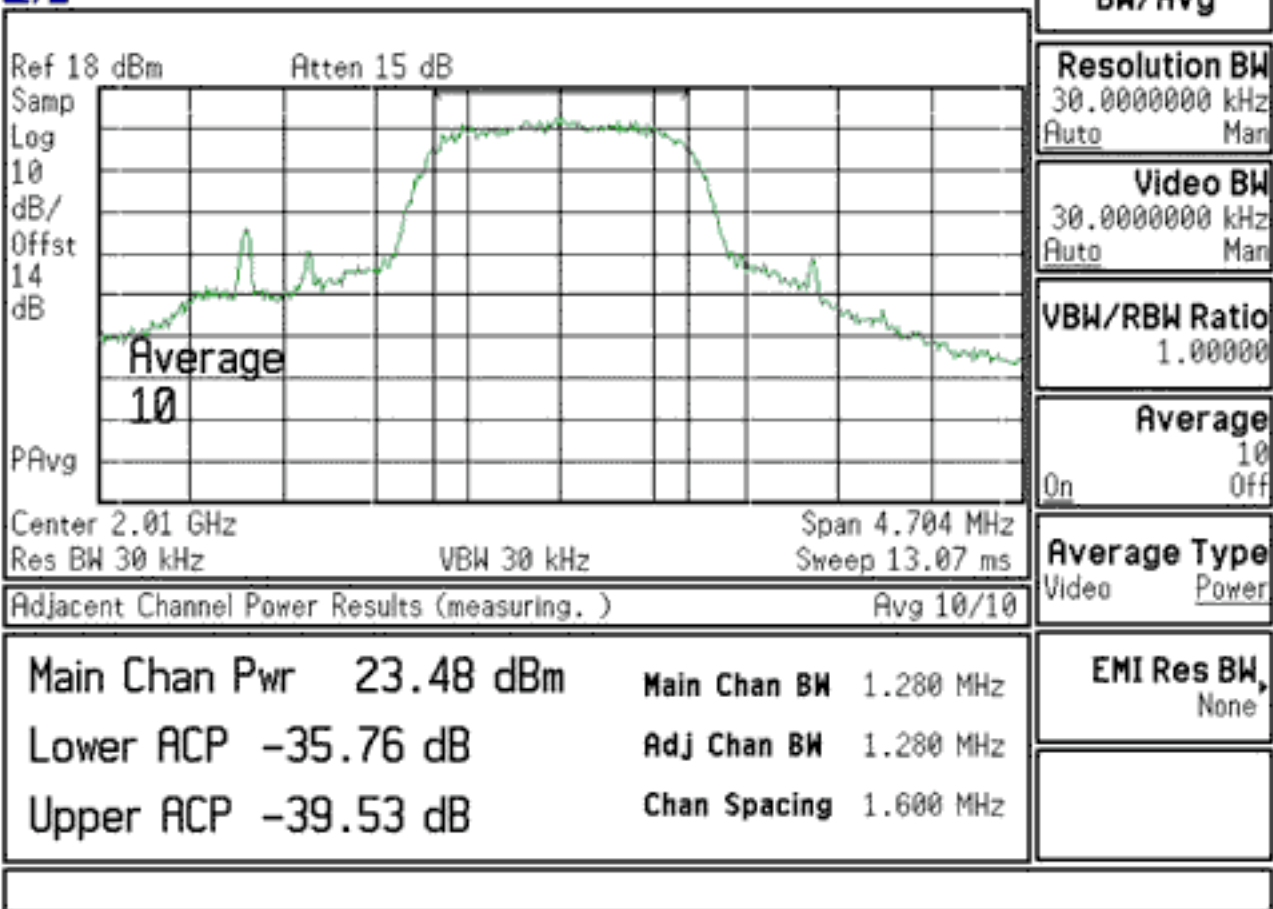 BW/Avg
Ref 18 dBm Atten 15 dB
Samp
Log
10
dB/
Offst
14
dB
Average
10
PAvg
Center 2.01 GHz Span 4.704 MHz
Res BW 30 kHz VBW 30 kHz Sweep 13.07 ms
Adjacent Channel Power Results (measuring. ) Avg 10/10
Main Chan Pwr 23.48 dBm Main Chan BW 1.280 MHz
Lower ACP -35.76 dB Adj Chan BW 1.280 MHz
Upper ACP -39.53 dB Chan Spacing 1.600 MHz
Resolution BW
30.0000000 kHz
Auto Man
Video BW
30.0000000 kHz
Auto Man
VBW/RBW Ratio
1.00000
Average
10
On Off
Average Type
Video Power
EMI Res BW
None